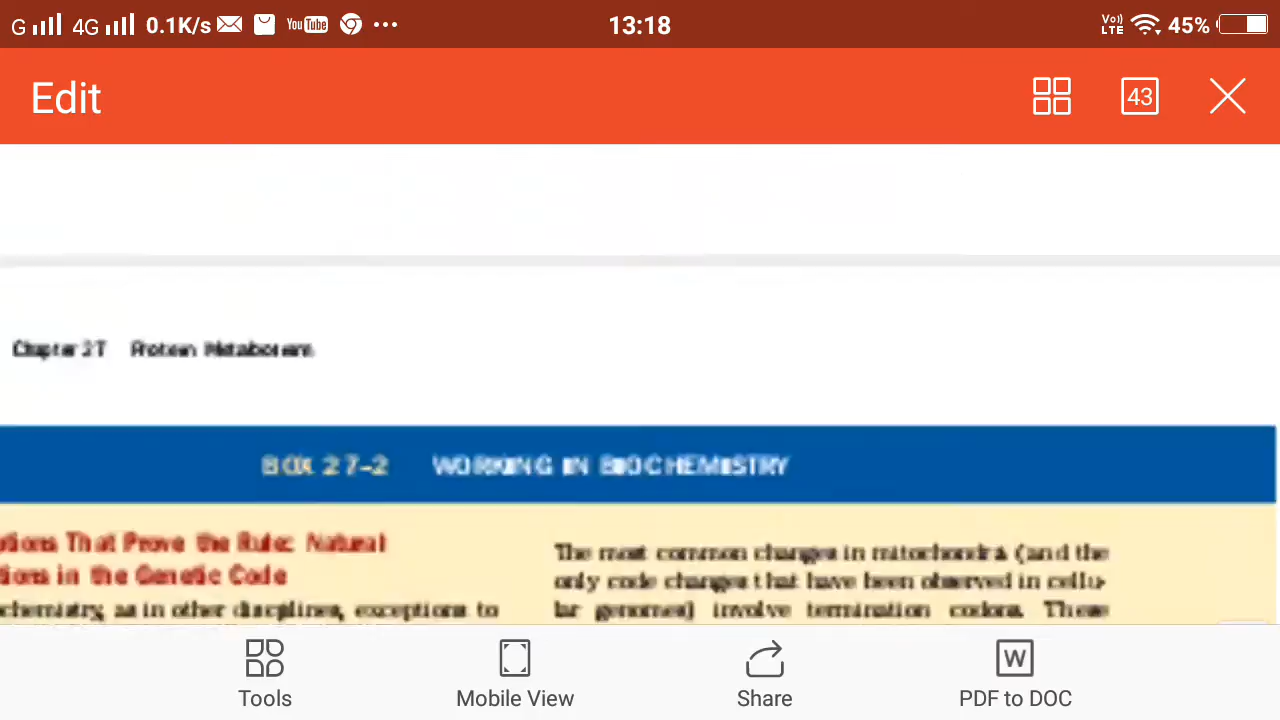 G 4G 0.1K/s YouTube 13:18 Vo) LTE 45%
Edit 43
Chapter 27 Protein Metabolism
BOX 27–2 WORKING IN BIOCHEMISTRY
tions That Prove the Rule: Natural
tions in the Genetic Code
chemistry, as in other disciplines, exceptions to
The most common changes in mitochondria (and the
only code changes that have been observed in cellu-
lar genomes) involve termination codons. These
W
Tools Mobile View Share PDF to DOC